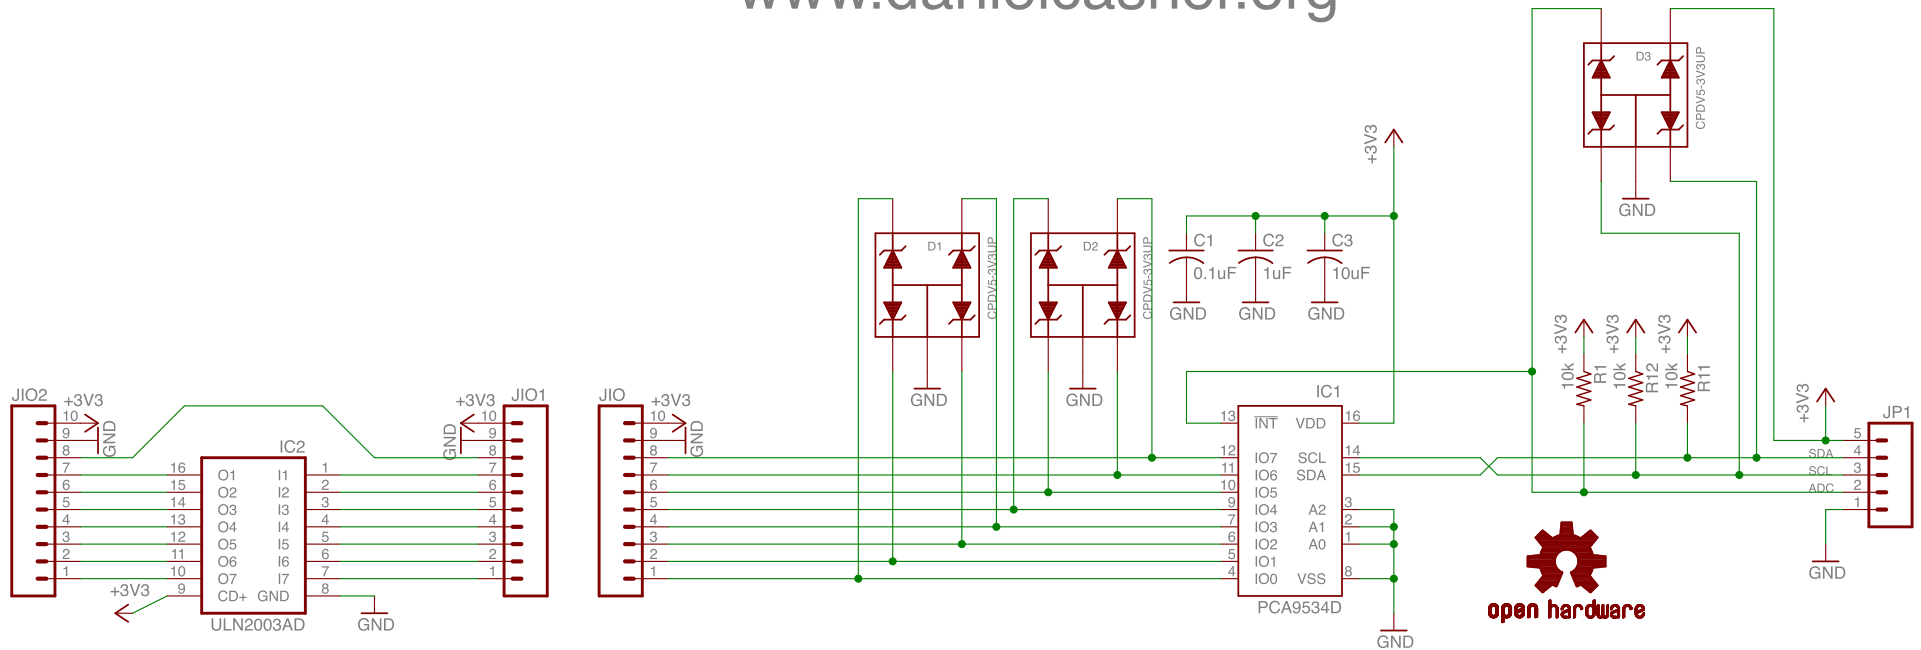 www.danielcasner.org
D3
CPDV5-3V3UP
GND
+3V3
D1
CPDV5-3V3UP
GND
D2
CPDV5-3V3UP
GND
C1
0.1uF
GND
C2
1uF
GND
C3
10uF
GND
+3V3
10k
R1
+3V3
10k
R12
+3V3
10k
R11
+3V3
JP1
5
SDA 4
SCL 3
ADC 2
1
GND
JIO2
+3V3
10
9
GND
8
7
6
5
4
3
2
1
+3V3
IC2
16 O1 I1 1
15 O2 I2 2
14 O3 I3 3
13 O4 I4 4
12 O5 I5 5
11 O6 I6 6
10 O7 I7 7
9 CD+ GND 8
ULN2003AD
GND
JIO1
+3V3
10
9
GND
8
7
6
5
4
3
2
1
JIO
+3V3
10
9
GND
8
7
6
5
4
3
2
1
IC1
13 INT VDD 16
12 IO7 SCL 14
11 IO6 SDA 15
10 IO5
9 IO4 A2 3
7 IO3 A1 2
6 IO2 A0 1
5 IO1
4 IO0 VSS 8
PCA9534D
GND
open hardware